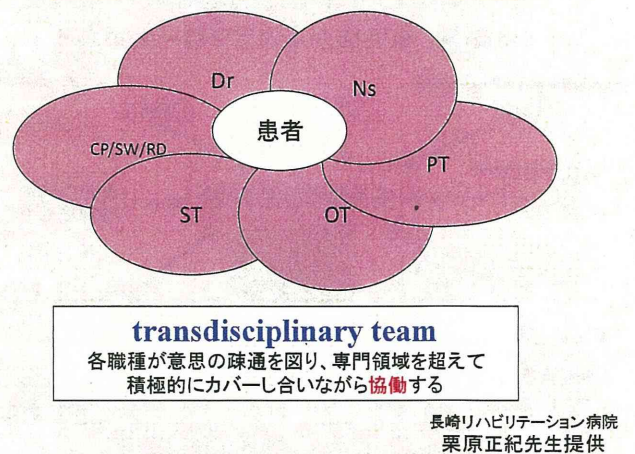 Dr
Ns
患者
CP/SW/RD
PT
ST
OT
transdisciplinary team
各職種が意思の疎通を図り、専門領域を超えて
積極的にカバーし合いながら協働する
長崎リハビリテーション病院
栗原正紀先生提供